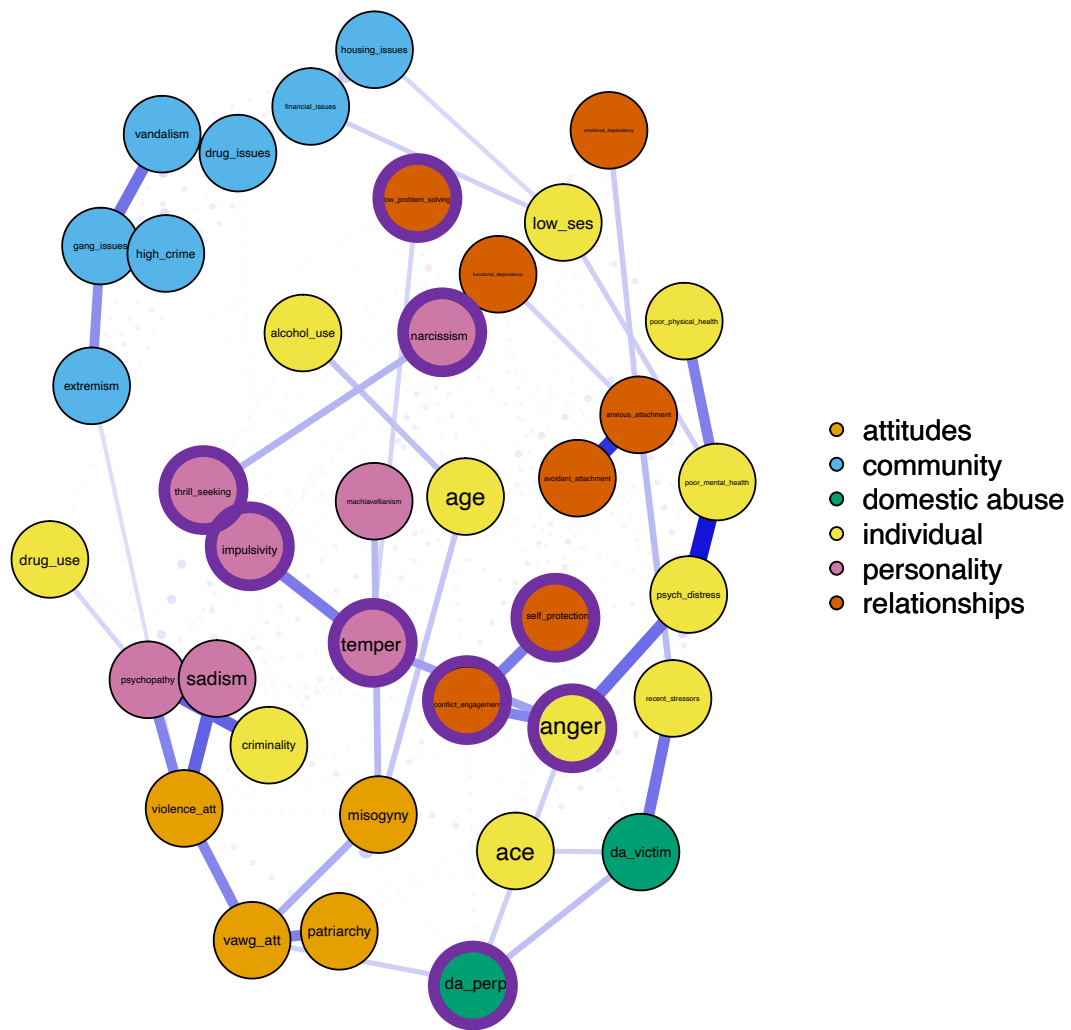 housing_issues
financial_issues
vandalism
drug_issues
emotional_dependency
low_problem_solving
low_ses
gang_issues
high_crime
functional_dependency
alcohol_use
narcissism
poor_physical_health
extremism
anxious_attachment
attitudes
community
domestic abuse
individual
personality
relationships
thrill_seeking
machiavellianism
age
avoidant_attachment
poor_mental_health
impulsivity
drug_use
psych_distress
self_protection
temper
psychopathy
sadism
conflict_engagement
anger
recent_stressors
criminality
violence_att
misogyny
ace
da_victim
vawg_att
patriarchy
da_perp